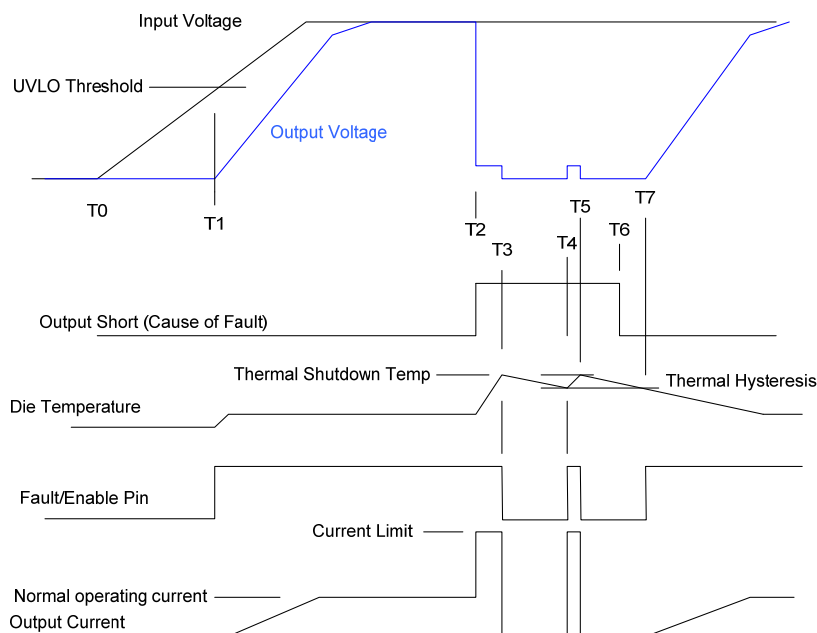 Input Voltage
UVLO Threshold
Output Voltage
T0
T1
T2
T3
T4
T5
T6
T7
Output Short (Cause of Fault)
Thermal Shutdown Temp
Thermal Hysteresis
Die Temperature
Fault/Enable Pin
Current Limit
Normal operating current
Output Current